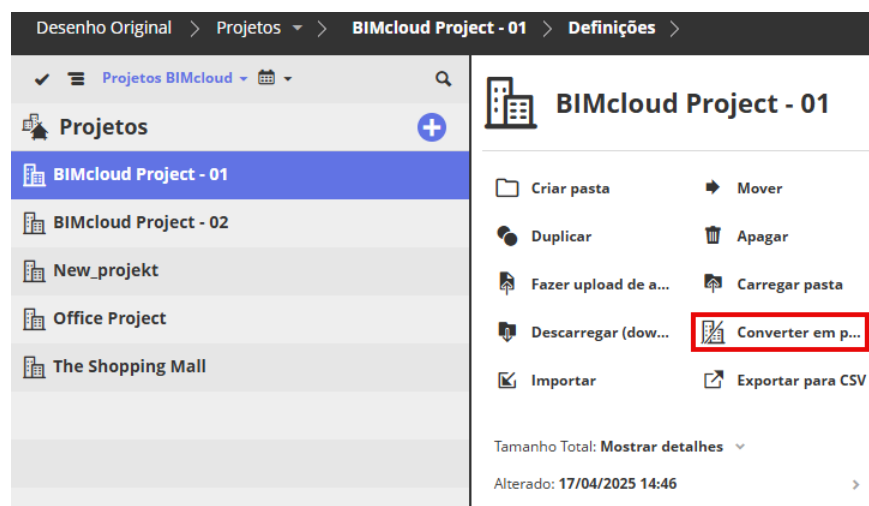 Desenho Original > Projetos > BIMcloud Project - 01 > Definições >
Projetos BIMcloud
Projetos
BIMcloud Project - 01
BIMcloud Project - 02
New_projekt
Office Project
The Shopping Mall
BIMcloud Project - 01
Criar pasta
Mover
Duplicar
Apagar
Fazer upload de a...
Carregar pasta
Descarregar (dow...
Converter em p...
Importar
Exportar para CSV
Tamanho Total: Mostrar detalhes
Alterado: 17/04/2025 14:46